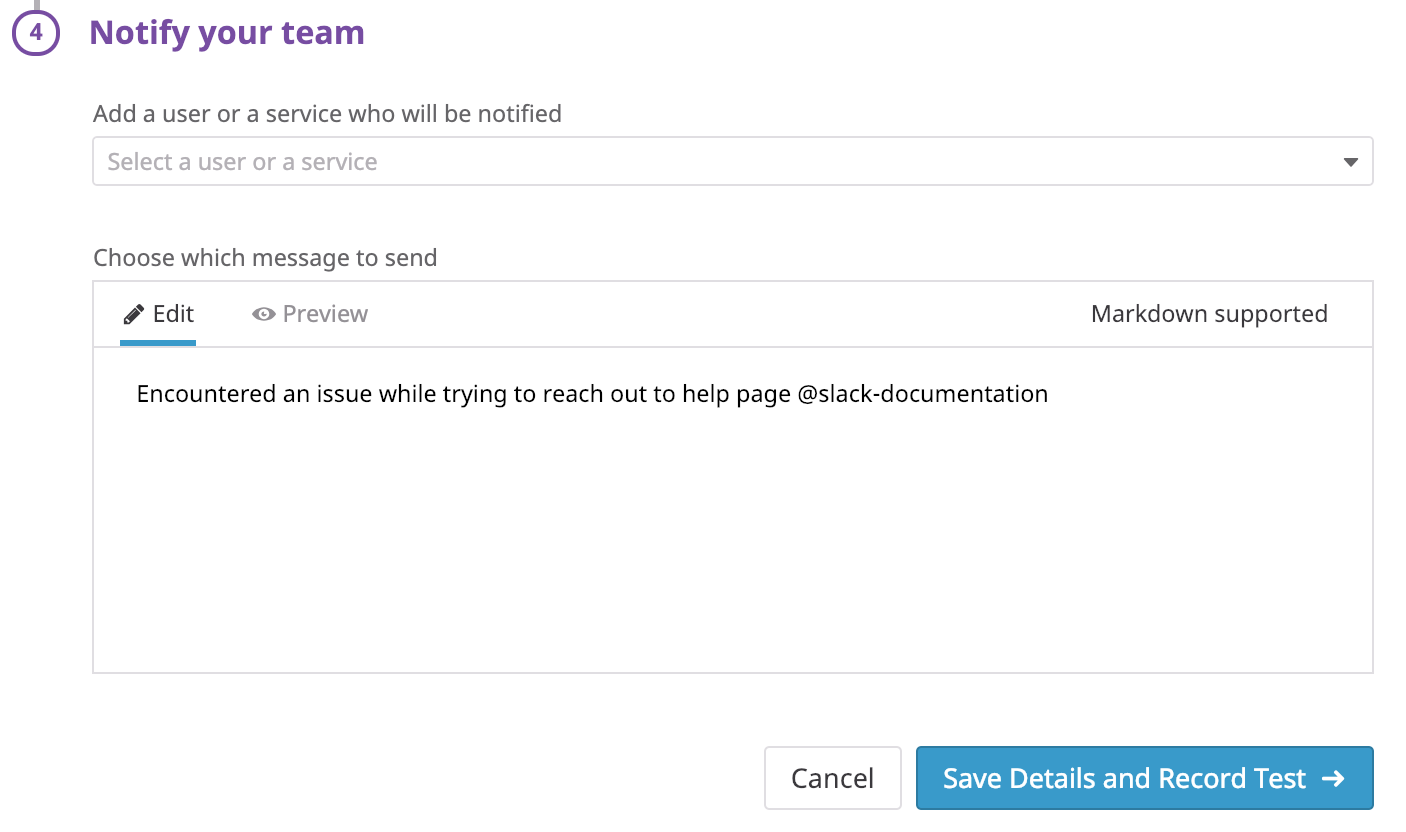 4 Notify your team
Add a user or a service who will be notified
Select a user or a service
Choose which message to send
Edit Preview Markdown supported
Encountered an issue while trying to reach out to help page @slack-documentation
Cancel Save Details and Record Test →